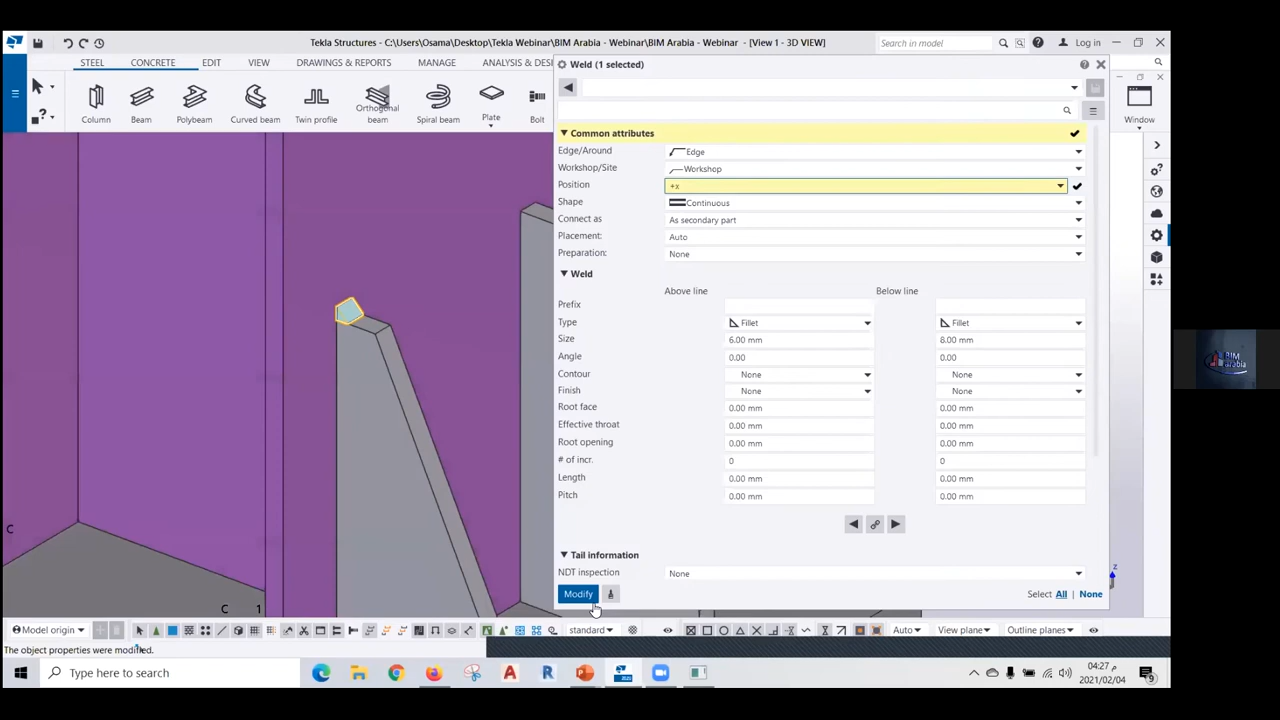 Tekla Structures - C:\Users\Osama\Desktop\Tekla Webinar\BIM Arabia - Webinar\BIM Arabia - Webinar - [View 1 - 3D VIEW]
Search in model
Log in
STEEL CONCRETE EDIT VIEW DRAWINGS & REPORTS MANAGE ANALYSIS & DESI
Column Beam Polybeam Curved beam Twin profile Orthogonal beam Spiral beam Plate Bolt Window
Weld (1 selected)
Common attributes
Edge/Around Edge
Workshop/Site Workshop
Position +x
Shape Continuous
Connect as As secondary part
Placement: Auto
Preparation: None
Weld
Above line Below line
Prefix
Type Fillet Fillet
Size 6.00 mm 8.00 mm
Angle 0.00 0.00
Contour None None
Finish None None
Root face 0.00 mm 0.00 mm
Effective throat 0.00 mm 0.00 mm
Root opening 0.00 mm 0.00 mm
# of incr. 0 0
Length 0.00 mm 0.00 mm
Pitch 0.00 mm 0.00 mm
Tail information
NDT inspection None
Modify Select All | None
C
C 1
z
BIM arabia
Model origin standard Auto View plane Outline planes
The object properties were modified.
Type here to search
04:27 م
2021/02/04
9